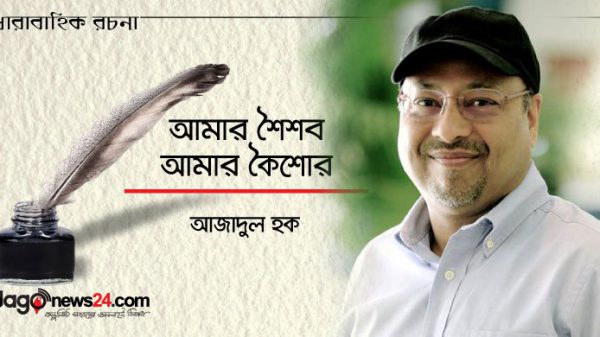 ধারাবাহিক রচনা
আমার শৈশব
আমার কৈশোর
আজাদুল হক
Jagonews24.com